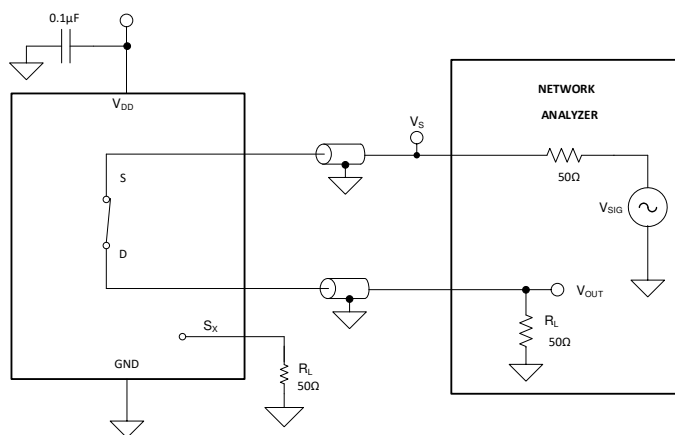 0.1µF
V_DD
S
D
S_X
R_L
50Ω
GND
V_S
NETWORK
ANALYZER
50Ω
V_SIG
V_OUT
R_L
50Ω